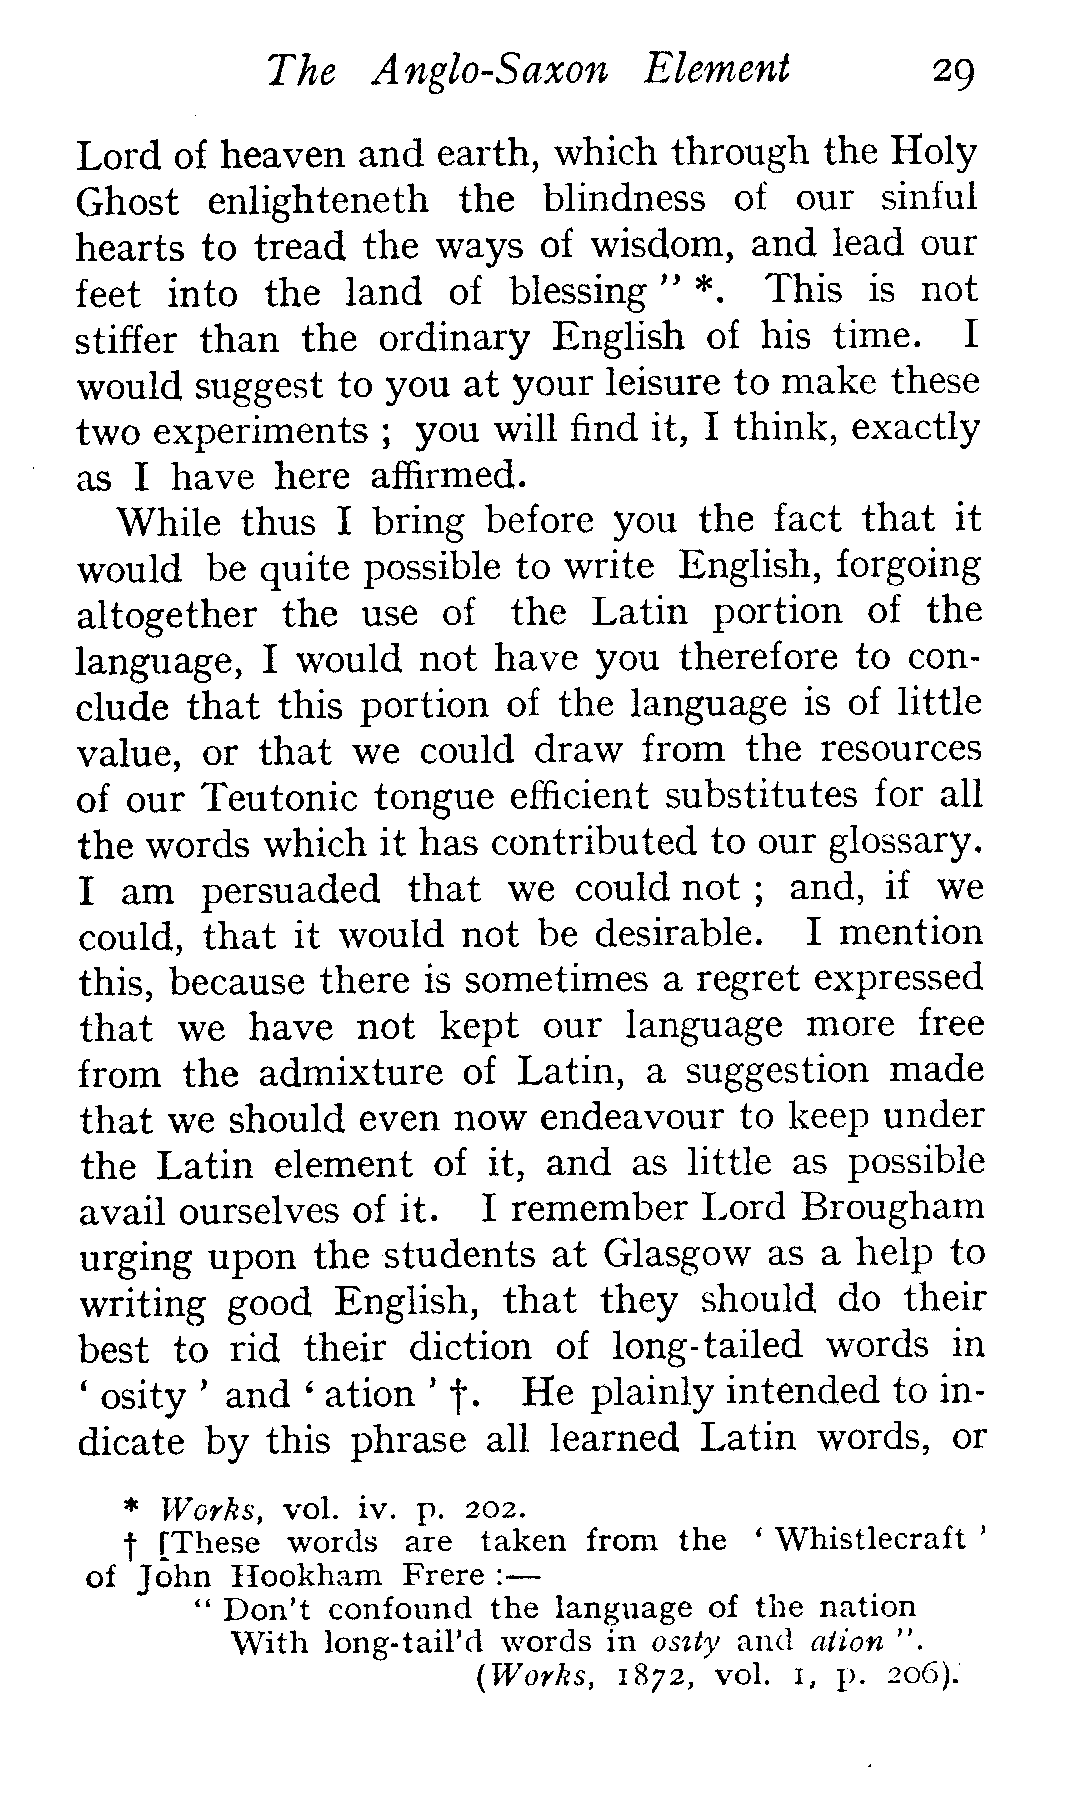 The Anglo-Saxon Element 29
Lord of heaven and earth, which through the Holy
Ghost enlighteneth the blindness of our sinful
hearts to tread the ways of wisdom, and lead our
feet into the land of blessing " *. This is not
stiffer than the ordinary English of his time. I
would suggest to you at your leisure to make these
two experiments ; you will find it, I think, exactly
as I have here affirmed.
While thus I bring before you the fact that it
would be quite possible to write English, forgoing
altogether the use of the Latin portion of the
language, I would not have you therefore to con-
clude that this portion of the language is of little
value, or that we could draw from the resources
of our Teutonic tongue efficient substitutes for all
the words which it has contributed to our glossary.
I am persuaded that we could not ; and, if we
could, that it would not be desirable. I mention
this, because there is sometimes a regret expressed
that we have not kept our language more free
from the admixture of Latin, a suggestion made
that we should even now endeavour to keep under
the Latin element of it, and as little as possible
avail ourselves of it. I remember Lord Brougham
urging upon the students at Glasgow as a help to
writing good English, that they should do their
best to rid their diction of long-tailed words in
‘ osity ’ and ‘ ation ’ †. He plainly intended to in-
dicate by this phrase all learned Latin words, or
* Works, vol. iv. p. 202.
† [These words are taken from the ‘ Whistlecraft ’
of John Hookham Frere :—
" Don't confound the language of the nation
With long-tail'd words in osity and ation ".
(Works, 1872, vol. I, p. 206).